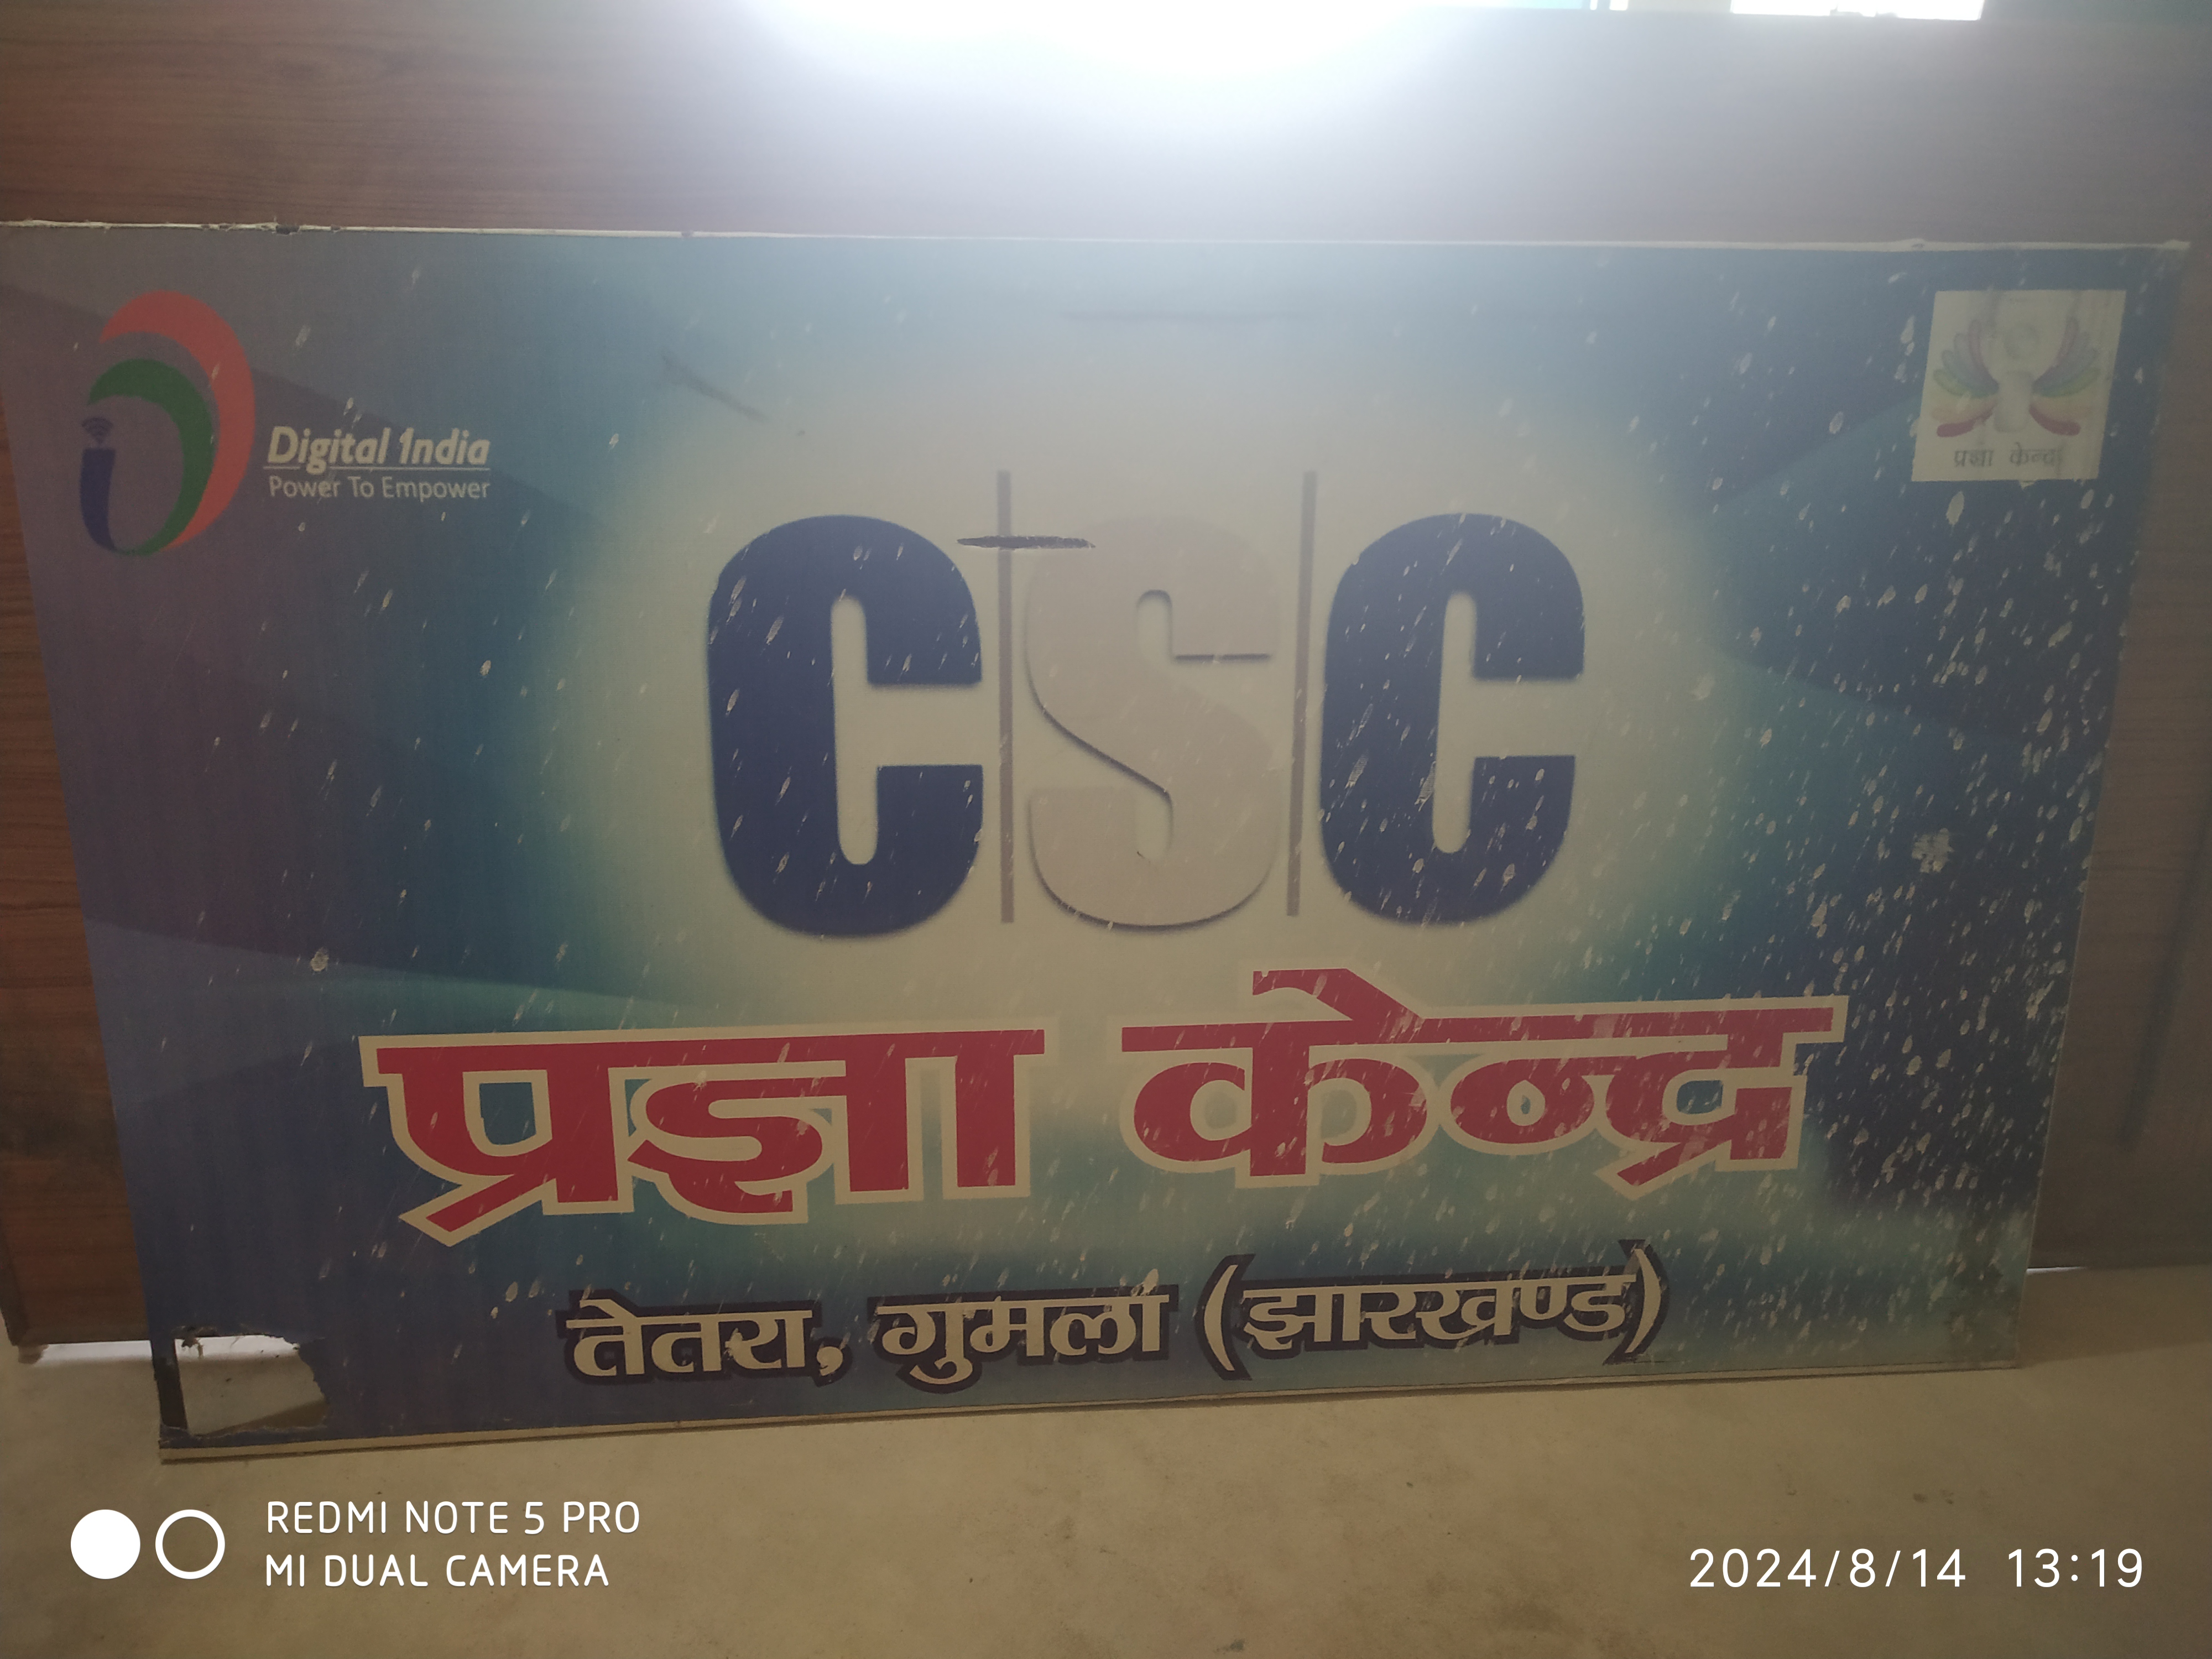 Digital 1ndia
Power To Empower
प्रज्ञा केन्द्र
CSC
प्रज्ञा केन्द्र
तेतरा, गुमला (झारखण्ड)
REDMI NOTE 5 PRO
MI DUAL CAMERA
2024/8/14 13:19